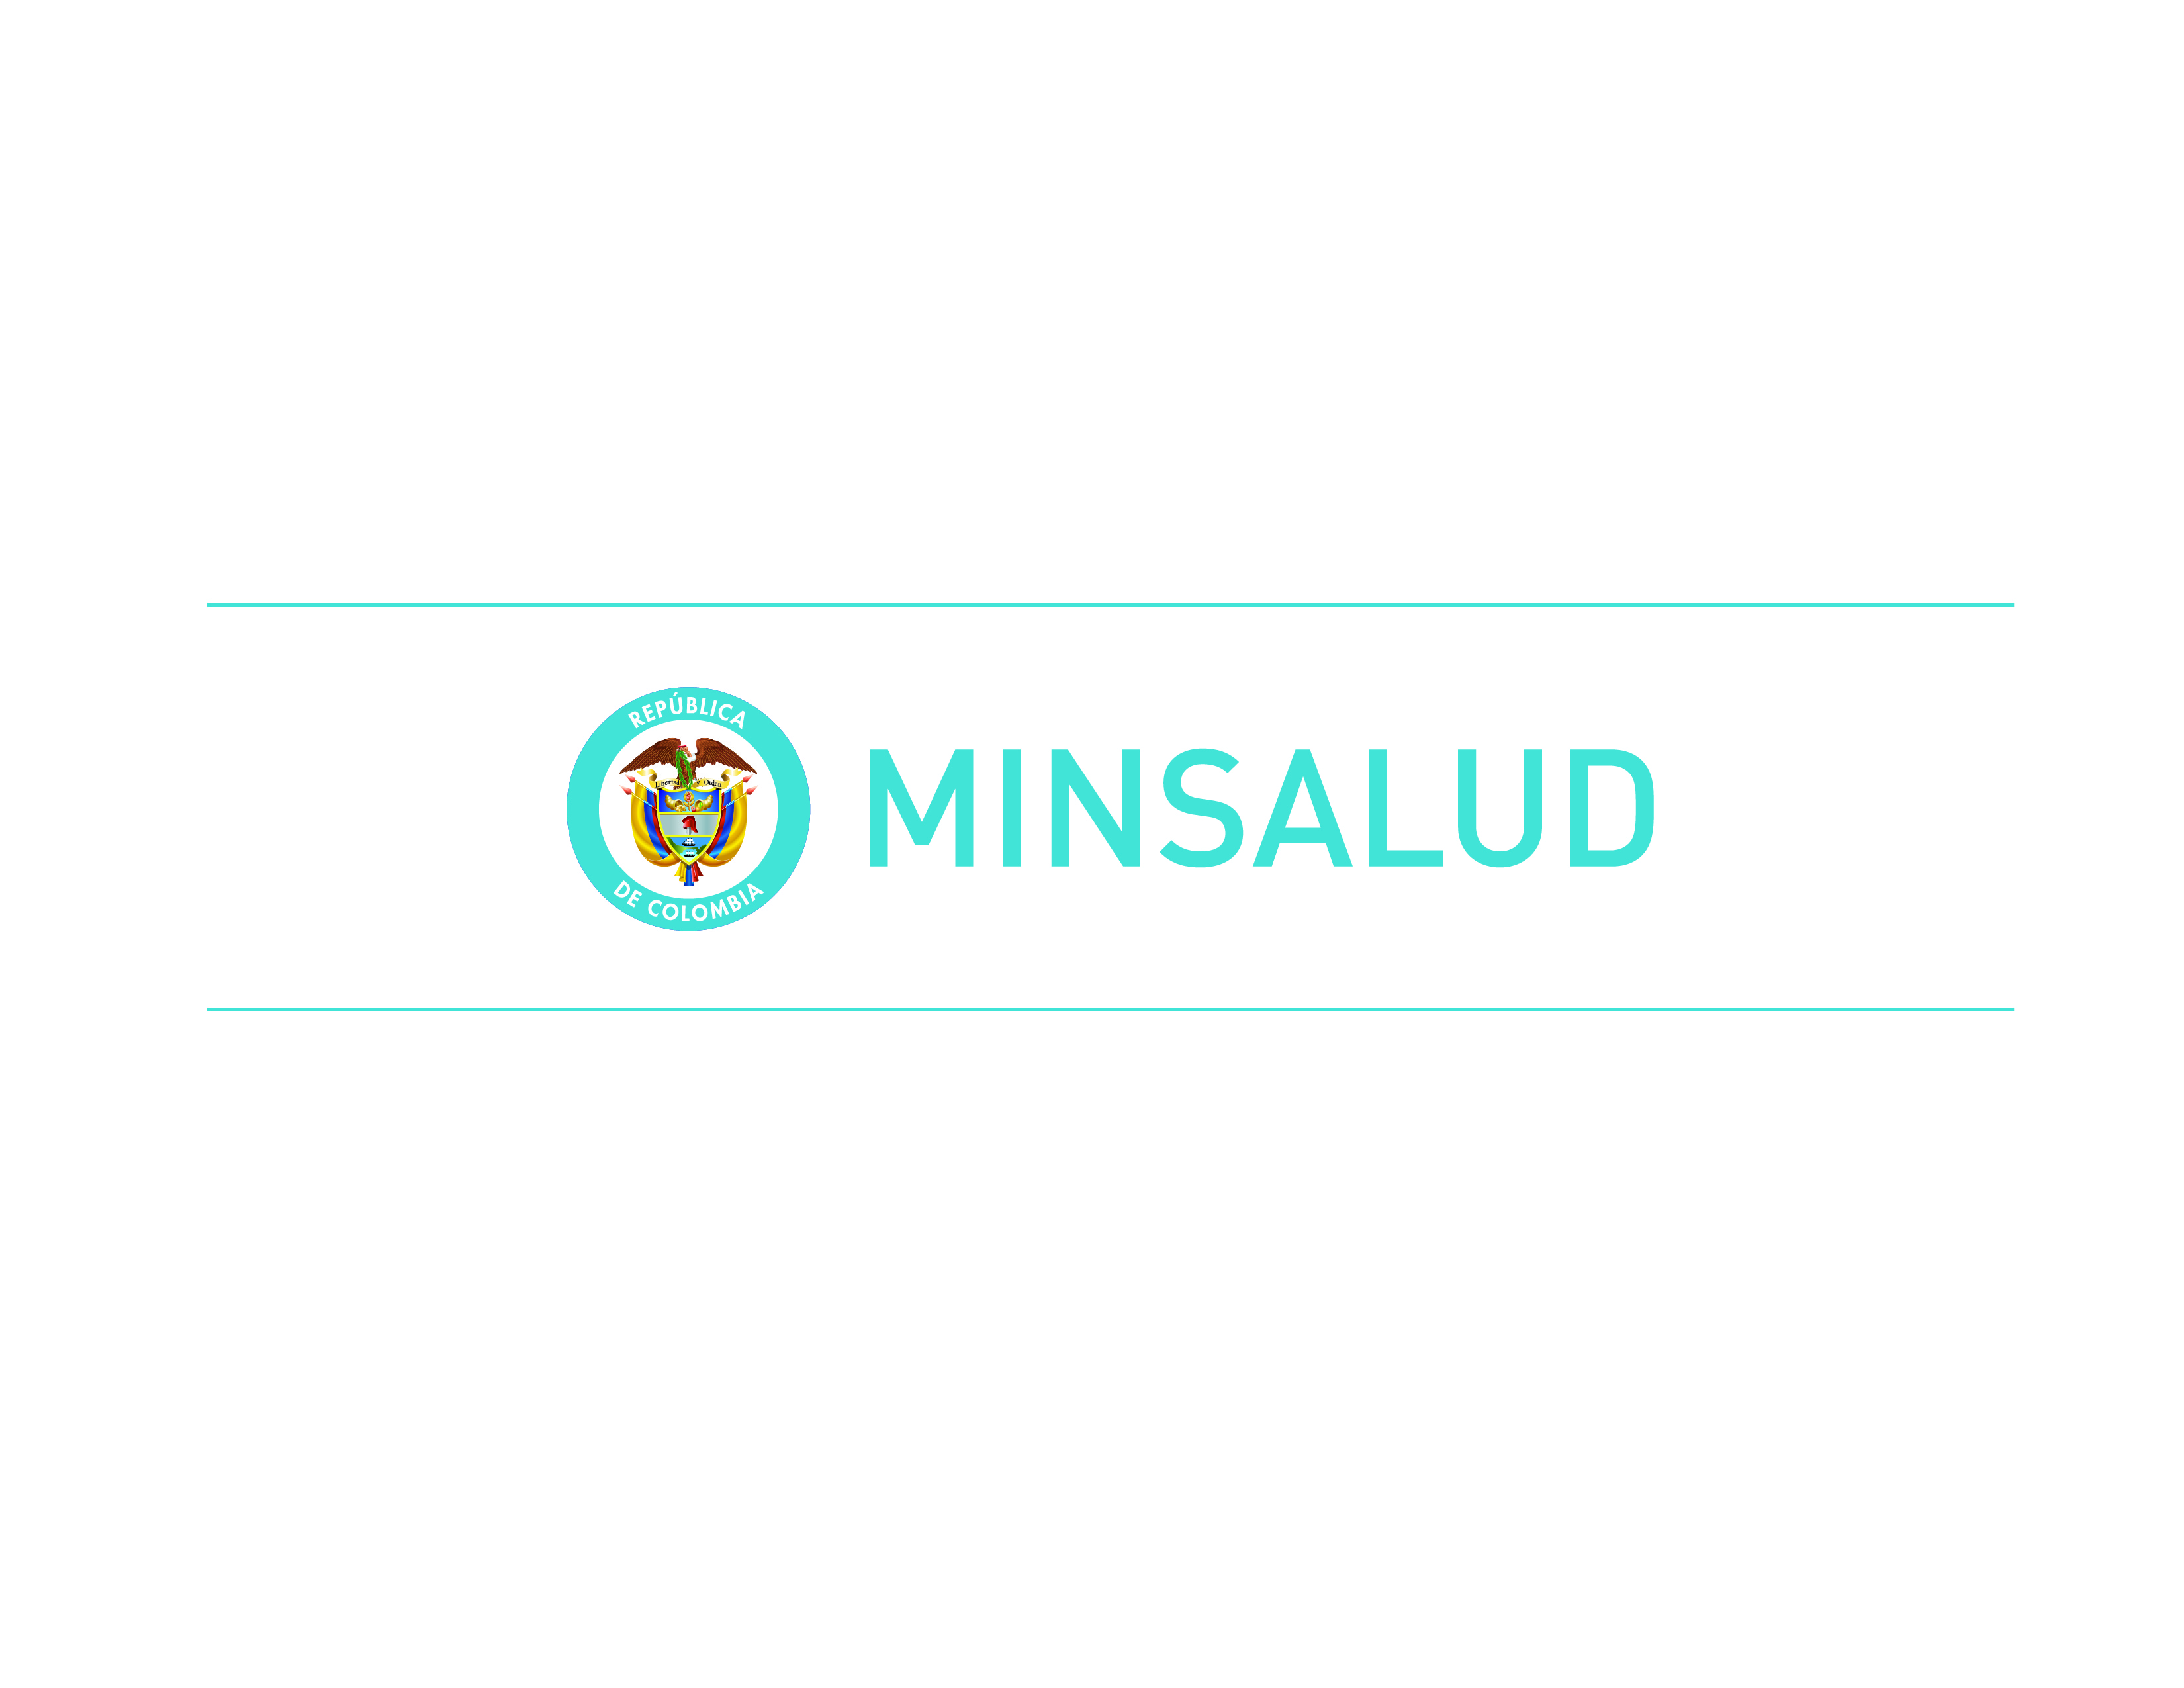 REPÚBLICA
Libertad y Orden
DE COLOMBIA
MINSALUD